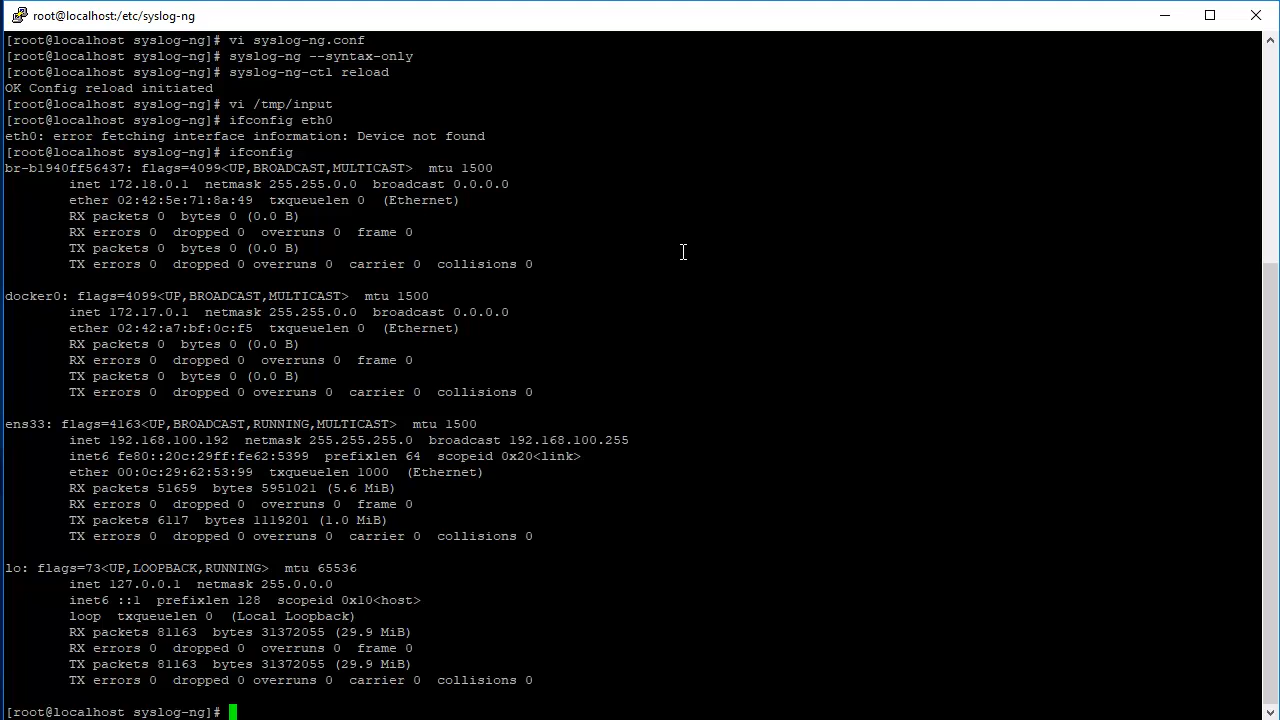 root@localhost:/etc/syslog-ng
[root@localhost syslog-ng]# vi syslog-ng.conf
[root@localhost syslog-ng]# syslog-ng --syntax-only
[root@localhost syslog-ng]# syslog-ng-ctl reload
OK Config reload initiated
[root@localhost syslog-ng]# vi /tmp/input
[root@localhost syslog-ng]# ifconfig eth0
eth0: error fetching interface information: Device not found
[root@localhost syslog-ng]# ifconfig
br-b1940ff56437: flags=4099<UP,BROADCAST,MULTICAST>  mtu 1500
        inet 172.18.0.1  netmask 255.255.0.0  broadcast 0.0.0.0
        ether 02:42:5e:71:8a:49  txqueuelen 0  (Ethernet)
        RX packets 0  bytes 0 (0.0 B)
        RX errors 0  dropped 0  overruns 0  frame 0
        TX packets 0  bytes 0 (0.0 B)
        TX errors 0  dropped 0 overruns 0  carrier 0  collisions 0
docker0: flags=4099<UP,BROADCAST,MULTICAST>  mtu 1500
        inet 172.17.0.1  netmask 255.255.0.0  broadcast 0.0.0.0
        ether 02:42:a7:bf:0c:f5  txqueuelen 0  (Ethernet)
        RX packets 0  bytes 0 (0.0 B)
        RX errors 0  dropped 0  overruns 0  frame 0
        TX packets 0  bytes 0 (0.0 B)
        TX errors 0  dropped 0 overruns 0  carrier 0  collisions 0
ens33: flags=4163<UP,BROADCAST,RUNNING,MULTICAST>  mtu 1500
        inet 192.168.100.192  netmask 255.255.255.0  broadcast 192.168.100.255
        inet6 fe80::20c:29ff:fe62:5399  prefixlen 64  scopeid 0x20<link>
        ether 00:0c:29:62:53:99  txqueuelen 1000  (Ethernet)
        RX packets 51659  bytes 5951021 (5.6 MiB)
        RX errors 0  dropped 0  overruns 0  frame 0
        TX packets 6117  bytes 1119201 (1.0 MiB)
        TX errors 0  dropped 0 overruns 0  carrier 0  collisions 0
lo: flags=73<UP,LOOPBACK,RUNNING>  mtu 65536
        inet 127.0.0.1  netmask 255.0.0.0
        inet6 ::1  prefixlen 128  scopeid 0x10<host>
        loop  txqueuelen 0  (Local Loopback)
        RX packets 81163  bytes 31372055 (29.9 MiB)
        RX errors 0  dropped 0  overruns 0  frame 0
        TX packets 81163  bytes 31372055 (29.9 MiB)
        TX errors 0  dropped 0 overruns 0  carrier 0  collisions 0
[root@localhost syslog-ng]#